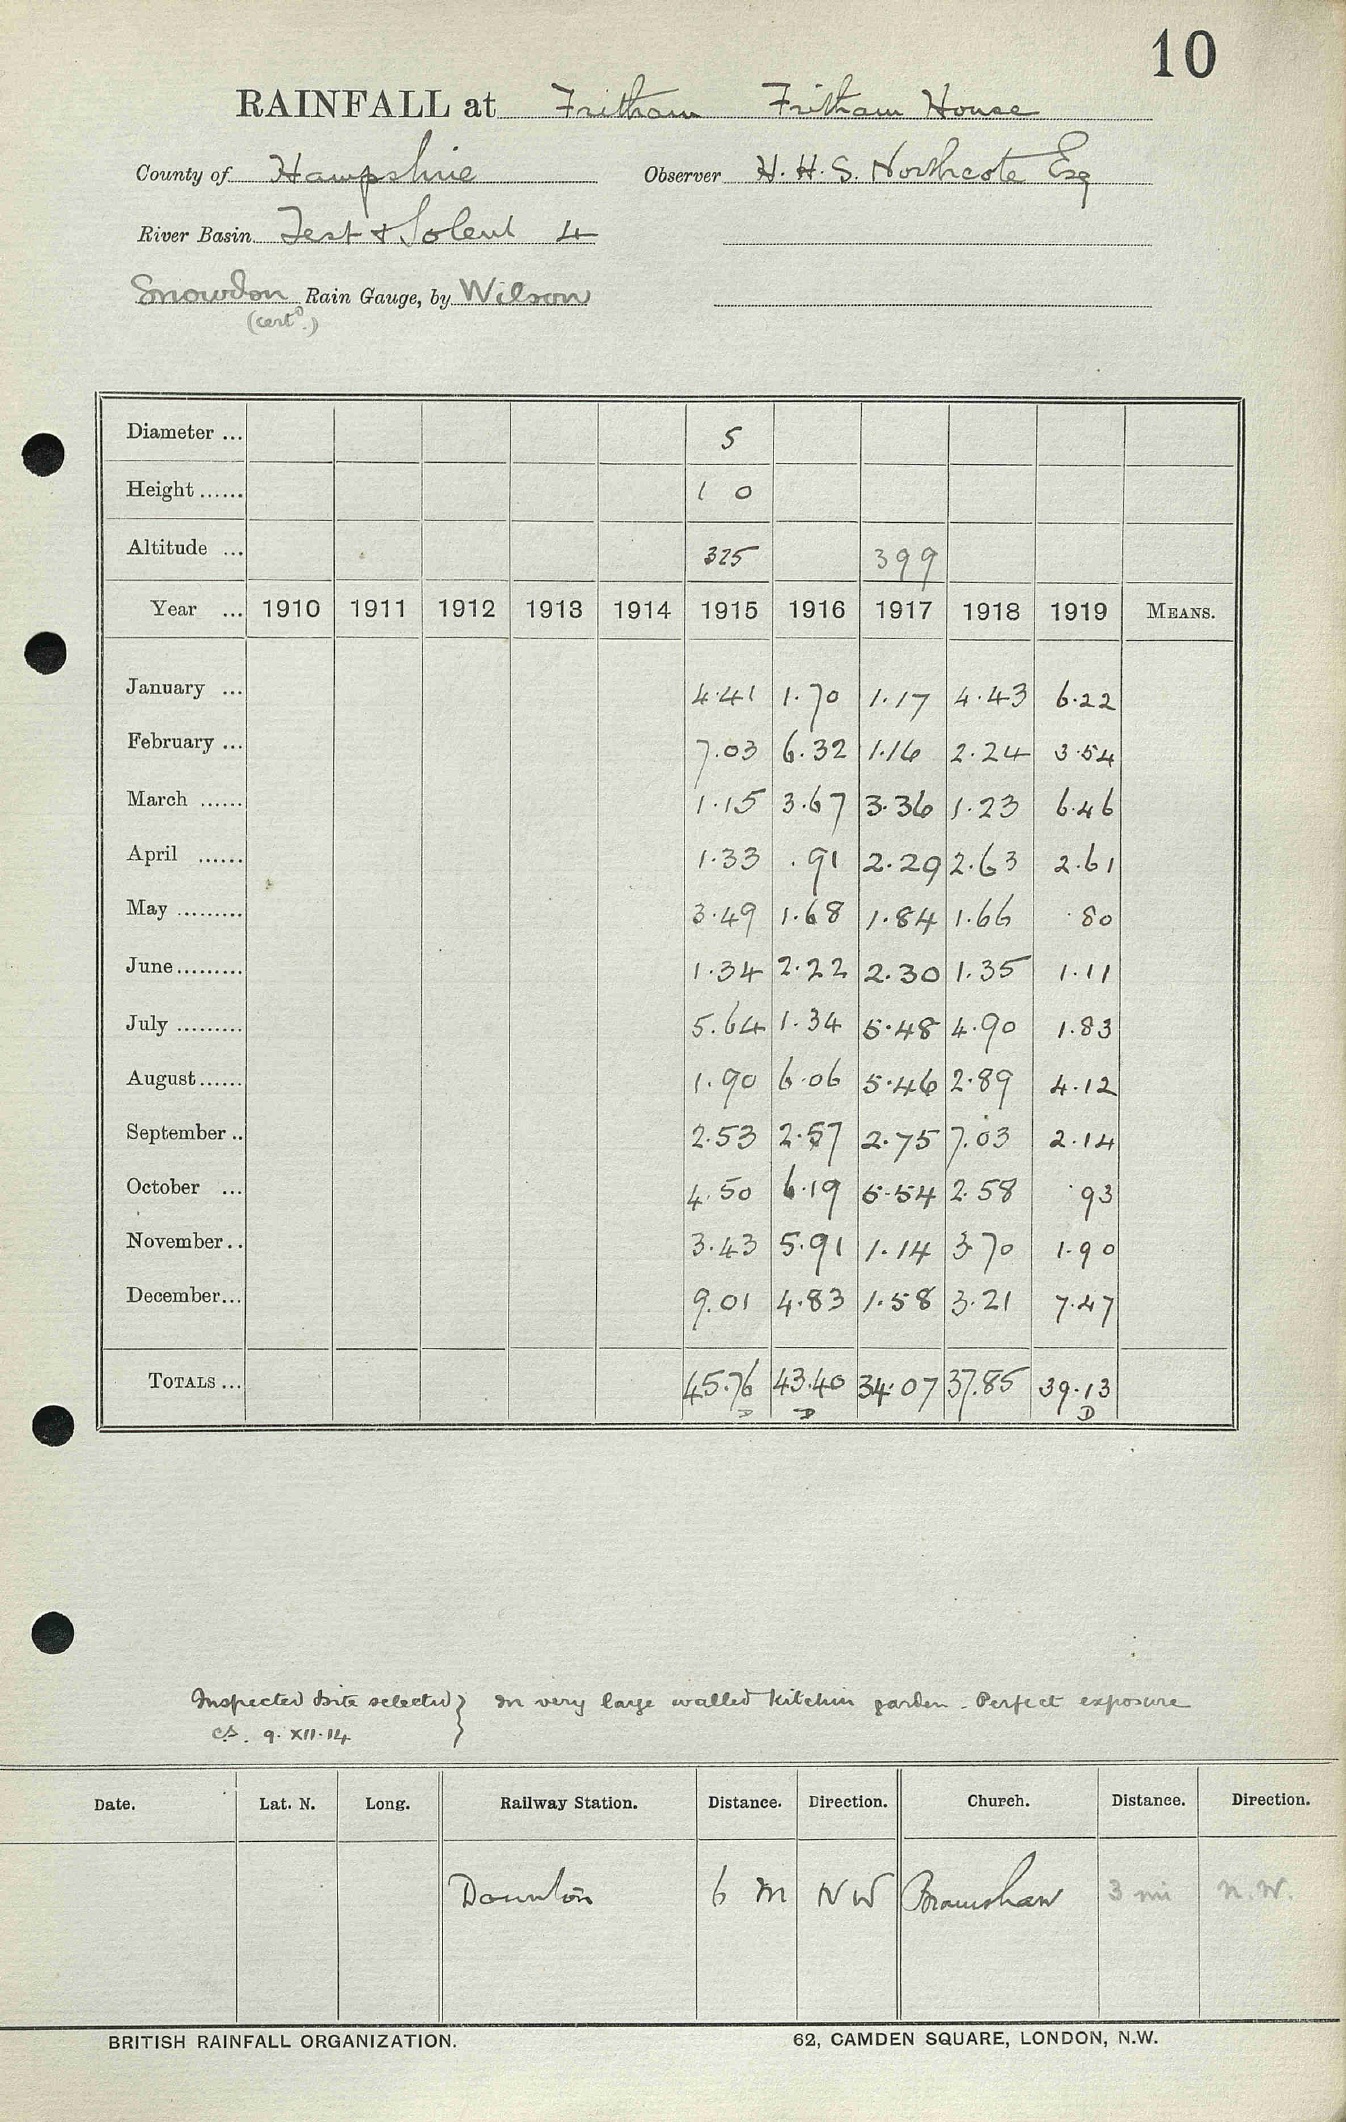 10
RAINFALL at Fritham Fritham House
County of Hampshire Observer H. H. S. Northcote Esq
River Basin Test & Solent 4
Snowdon Rain Gauge, by Wilson
(certd.)
Diameter ... 5
Height ...... 1 0
Altitude ... 325 399
Year ... 1910 1911 1912 1913 1914 1915 1916 1917 1918 1919 MEANS.
January ... 4.41 1.70 1.17 4.43 6.22
February ... 7.03 6.32 1.16 2.24 3.54
March ...... 1.15 3.67 3.36 1.23 6.46
April ...... 1.33 .91 2.29 2.63 2.61
May ......... 3.49 1.68 1.84 1.66 .80
June ......... 1.34 2.22 2.30 1.35 1.11
July ......... 5.64 1.34 5.48 4.90 1.83
August ...... 1.90 6.06 5.46 2.89 4.12
September .. 2.53 2.57 2.75 7.03 2.14
October ... 4.50 6.19 5.54 2.58 .93
November .. 3.43 5.91 1.14 3.70 1.90
December ... 9.01 4.83 1.58 3.21 7.47
TOTALS ... 45.76 43.40 34.07 37.85 39.13
D D D
Inspected & site selected } In very large walled kitchin garden. Perfect exposure
CS. 9.XII.14
Date. Lat. N. Long. Railway Station. Distance. Direction. Church. Distance. Direction.
Downton 6 m NW Bramshaw 3 mi N.W.
BRITISH RAINFALL ORGANIZATION. 62, CAMDEN SQUARE, LONDON, N.W.